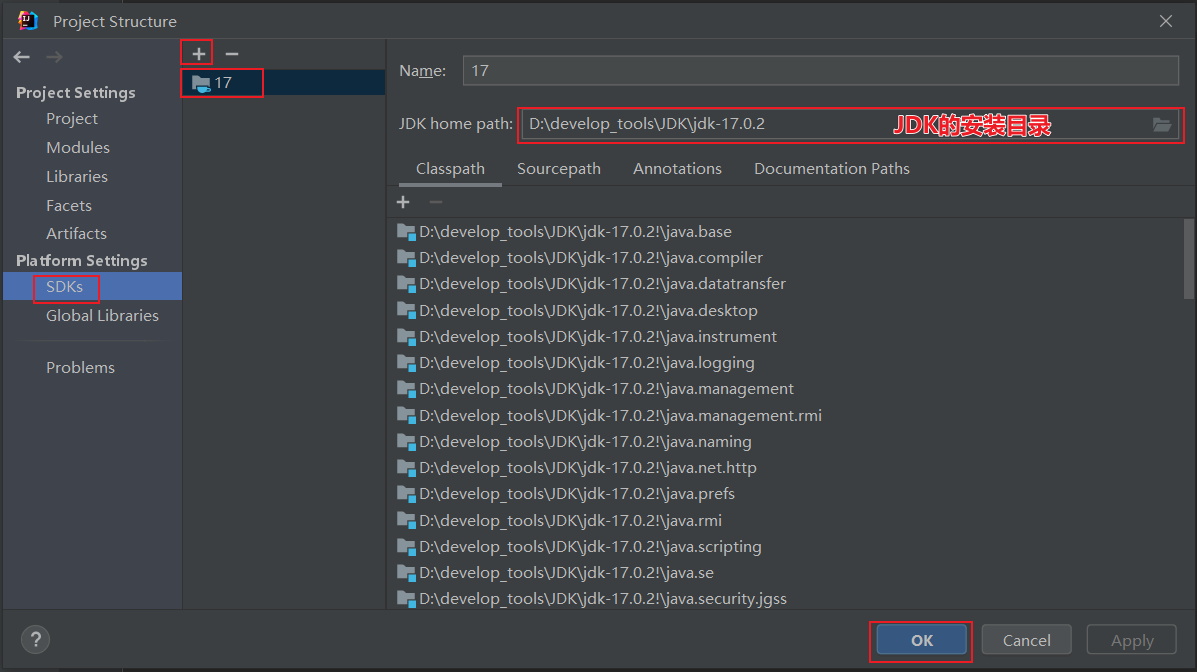 Project Structure
Project Settings
Project
Modules
Libraries
Facets
Artifacts
Platform Settings
SDKs
Global Libraries
Problems
17
Name: 17
JDK home path: D:\develop_tools\JDK\jdk-17.0.2 JDK的安装目录
Classpath Sourcepath Annotations Documentation Paths
D:\develop_tools\JDK\jdk-17.0.2!\java.base
D:\develop_tools\JDK\jdk-17.0.2!\java.compiler
D:\develop_tools\JDK\jdk-17.0.2!\java.datatransfer
D:\develop_tools\JDK\jdk-17.0.2!\java.desktop
D:\develop_tools\JDK\jdk-17.0.2!\java.instrument
D:\develop_tools\JDK\jdk-17.0.2!\java.logging
D:\develop_tools\JDK\jdk-17.0.2!\java.management
D:\develop_tools\JDK\jdk-17.0.2!\java.management.rmi
D:\develop_tools\JDK\jdk-17.0.2!\java.naming
D:\develop_tools\JDK\jdk-17.0.2!\java.net.http
D:\develop_tools\JDK\jdk-17.0.2!\java.prefs
D:\develop_tools\JDK\jdk-17.0.2!\java.rmi
D:\develop_tools\JDK\jdk-17.0.2!\java.scripting
D:\develop_tools\JDK\jdk-17.0.2!\java.se
D:\develop_tools\JDK\jdk-17.0.2!\java.security.jgss
? OK Cancel Apply